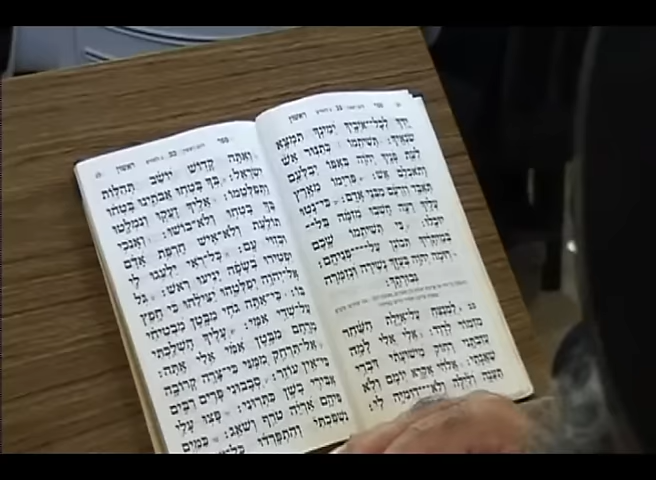 ידך לכל־איביך ימינך תמצא
שנאיך: תשיתמו כתנור אש
לעת פניך יהוה באפו יבלעם
ותאכלם אש: פרימו מארץ
תאבד וזרעם מבני אדם: כי־נטו
עליך רעה חשבו מזמה בל־
יוכלו: כי תשיתמו שכם
במיתריך תכונן על־פניהם:
רומה יהוה בעזך נשירה ונזמרה
גבורתך:
כב למנצח על־אילת השחר
מזמור לדוד: אלי אלי למה
עזבתני רחוק מישועתי דברי
שאגתי: אלהי אקרא יומם ולא
תענה ולילה ולא־דומיה לי:
ראשון
ואתה קדוש יושב תהלות
ישראל: בך בטחו אבתינו בטחו
ותפלטמו: אליך זעקו ונמלטו
בך בטחו ולא־בושו: ואנכי
תולעת ולא־איש חרפת אדם
ובזוי עם: כל־ראי ילעגו לי
יפטירו בשפה יניעו ראש: גל
אל־יהוה יפלטהו יצילהו כי חפץ
בו: כי־אתה גחי מבטן מבטיחי
על־שדי אמי: עליך השלכתי
מרחם מבטן אמי אלי אתה:
אל־תרחק ממני כי־צרה קרובה
כי־אין עוזר: סבבוני פרים רבים
אבירי בשן כתרוני: פצו עלי
פיהם אריה טרף ושאג: כמים
נשפכתי והתפרדו